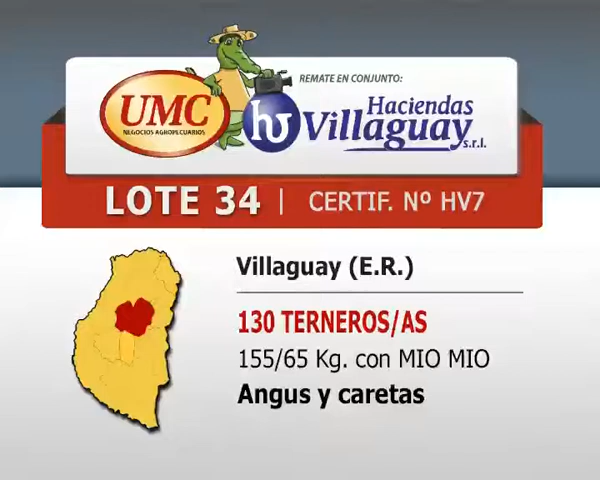 REMATE EN CONJUNTO:
UMC
NEGOCIOS AGROPECUARIOS
hv
Haciendas
Villaguay
s.r.l.
LOTE 34 | CERTIF. Nº HV7
Villaguay (E.R.)
130 TERNEROS/AS
155/65 Kg. con MIO MIO
Angus y caretas